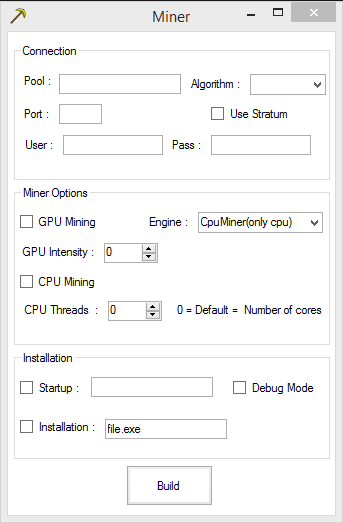 Miner
Connection
Pool :
Algorithm :
Port :
Use Stratum
User :
Pass :
Miner Options
GPU Mining
Engine :
CpuMiner(only cpu)
GPU Intensity :
0
CPU Mining
CPU Threads :
0
0 = Default = Number of cores
Installation
Startup :
Debug Mode
Installation :
file.exe
Build